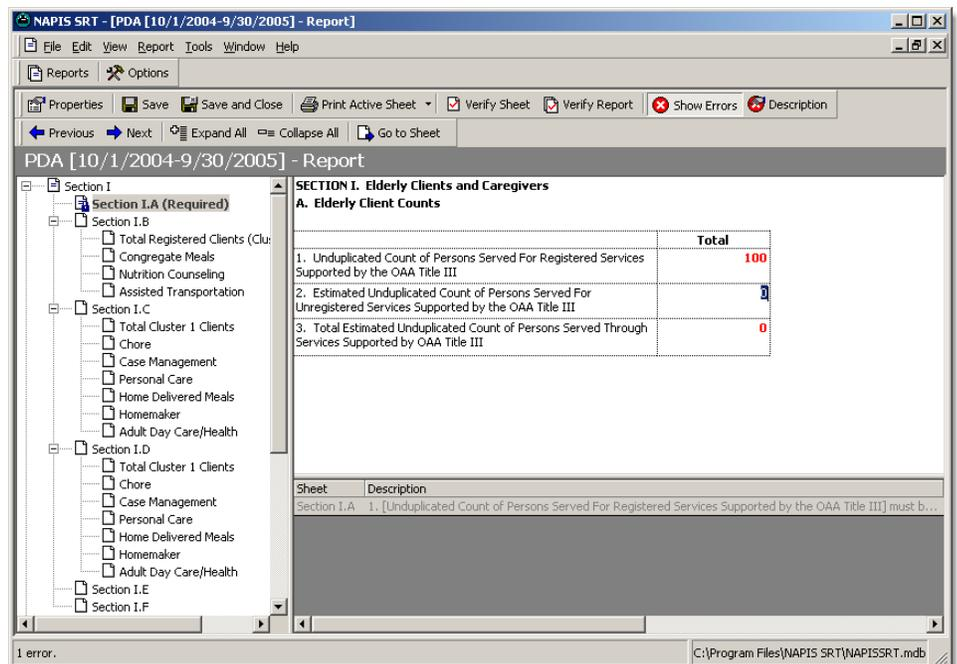 NAPIS SRT - [PDA [10/1/2004-9/30/2005] - Report]
File Edit View Report Tools Window Help
Reports Options
Properties Save Save and Close Print Active Sheet Verify Sheet Verify Report Show Errors Description
Previous Next Expand All Collapse All Go to Sheet
PDA [10/1/2004-9/30/2005] - Report
Section I
Section I.A (Required)
Section I.B
Total Registered Clients (Clu
Congregate Meals
Nutrition Counseling
Assisted Transportation
Section I.C
Total Cluster 1 Clients
Chore
Case Management
Personal Care
Home Delivered Meals
Homemaker
Adult Day Care/Health
Section I.D
Total Cluster 1 Clients
Chore
Case Management
Personal Care
Home Delivered Meals
Homemaker
Adult Day Care/Health
Section I.E
Section I.F
SECTION I. Elderly Clients and Caregivers
A. Elderly Client Counts
Total
1. Unduplicated Count of Persons Served For Registered Services 100
Supported by the OAA Title III
2. Estimated Unduplicated Count of Persons Served For 0
Unregistered Services Supported by the OAA Title III
3. Total Estimated Unduplicated Count of Persons Served Through 0
Services Supported by OAA Title III
Sheet Description
Section I.A 1. [Unduplicated Count of Persons Served For Registered Services Supported by the OAA Title III] must b...
1 error. C:\Program Files\NAPIS SRT\NAPISSRT.mdb